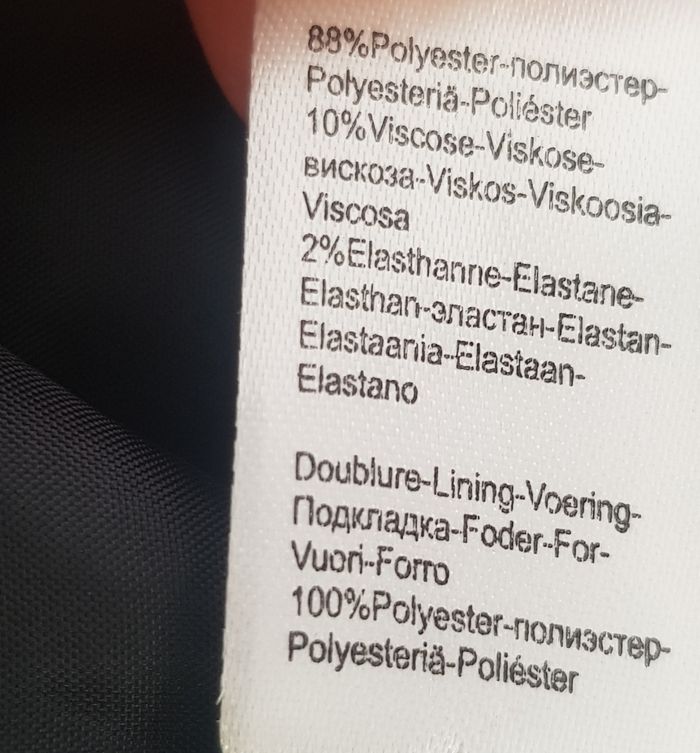 88%Polyester-полиэстер-
Polyesteriä-Poliéster
10%Viscose-Viskose-
вискоза-Viskos-Viskoosia-
Viscosa
2%Elasthanne-Elastane-
Elasthan-эластан-Elastan-
Elastaania-Elastaan-
Elastano
Doublure-Lining-Voering-
Подкладка-Foder-For-
Vuori-Forro
100%Polyester-полиэстер-
Polyesteriä-Poliéster